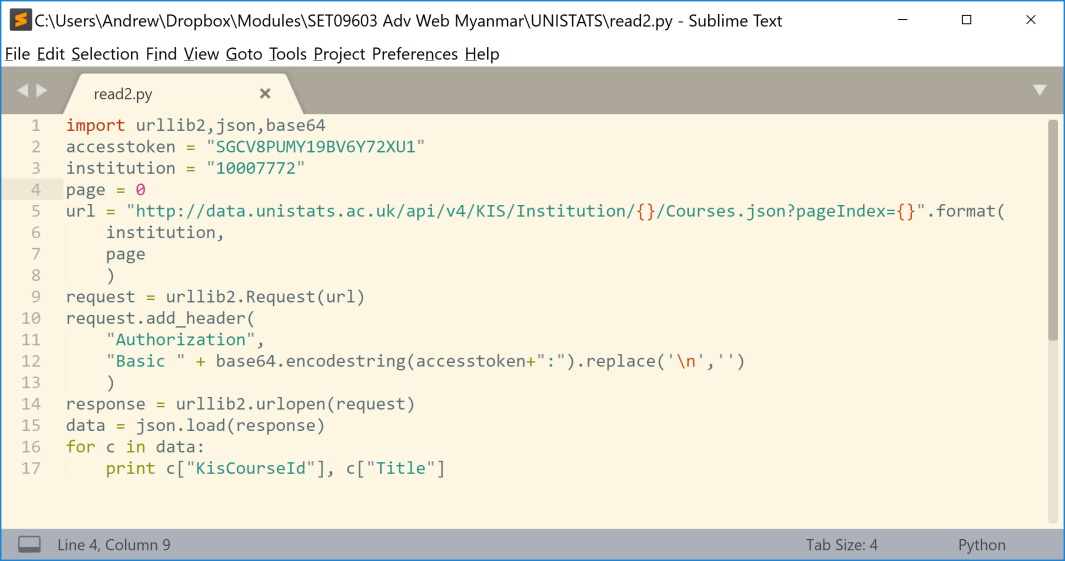 C:\Users\Andrew\Dropbox\Modules\SET09603 Adv Web Myanmar\UNISTATS\read2.py - Sublime Text
File Edit Selection Find View Goto Tools Project Preferences Help
read2.py
1 import urllib2,json,base64
2 accesstoken = "SGCV8PUMY19BV6Y72XU1"
3 institution = "10007772"
4 page = 0
5 url = "http://data.unistats.ac.uk/api/v4/KIS/Institution/{}/Courses.json?pageIndex={}".format(
6     institution,
7     page
8     )
9 request = urllib2.Request(url)
10 request.add_header(
11     "Authorization",
12     "Basic " + base64.encodestring(accesstoken+":").replace('\n','')
13     )
14 response = urllib2.urlopen(request)
15 data = json.load(response)
16 for c in data:
17     print c["KisCourseId"], c["Title"]
Line 4, Column 9 Tab Size: 4 Python